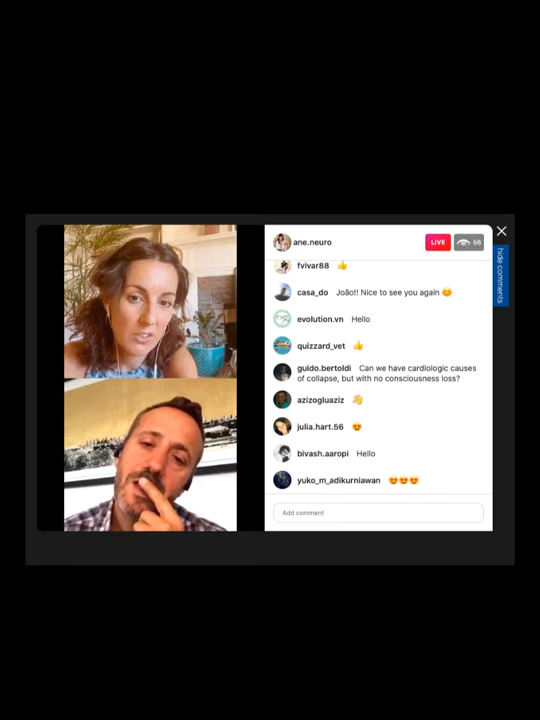 ane.neuro
LIVE
56
hide comments
fvivar88 👍
casa_do João!! Nice to see you again 😊
evolution.vn Hello
quizzard_vet 👍
guido.bertoldi Can we have cardiologic causes
of collapse, but with no consciousness loss?
azizogluaziz 👋
julia.hart.56 😍
bivash.aaropi Hello
yuko_m_adikurniawan 😍😍😍
Add comment